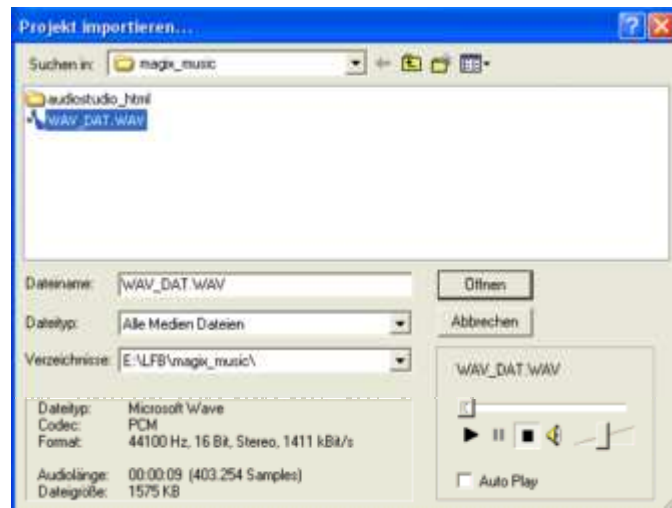 Projekt importieren...
Suchen in: magix_music
audiostudio_html
WAV_DAT.WAV
Dateiname: WAV_DAT.WAV
Öffnen
Dateityp: Alle Medien Dateien
Abbrechen
Verzeichnisse: E:\LFB\magix_music\
WAV_DAT.WAV
Dateityp: Microsoft Wave
Codec: PCM
Format: 44100 Hz, 16 Bit, Stereo, 1411 kBit/s
Audiolänge: 00:00:09 (403.254 Samples)
Dateigröße: 1575 KB
Auto Play